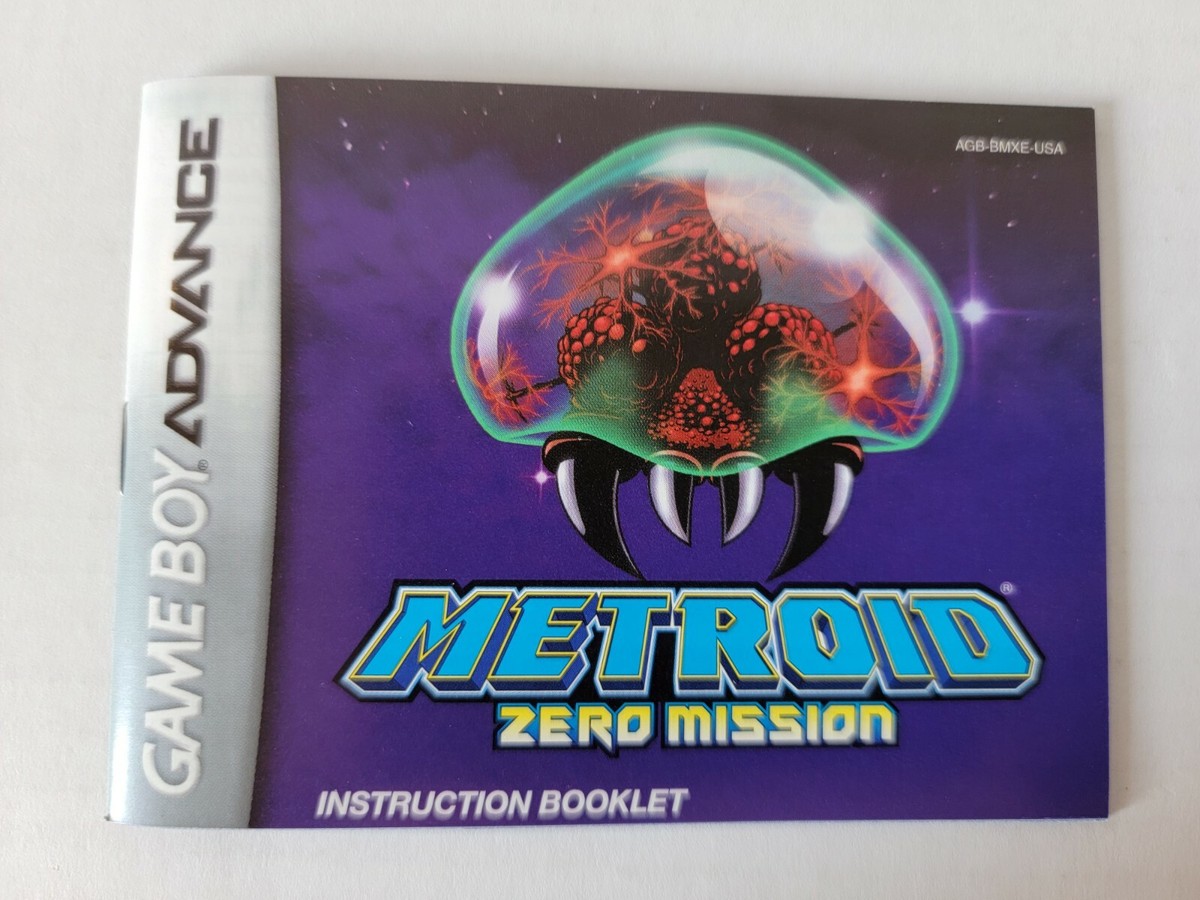 GAME BOY® ADVANCE
AGB-BMXE-USA
METROID®
ZERO MISSION
INSTRUCTION BOOKLET